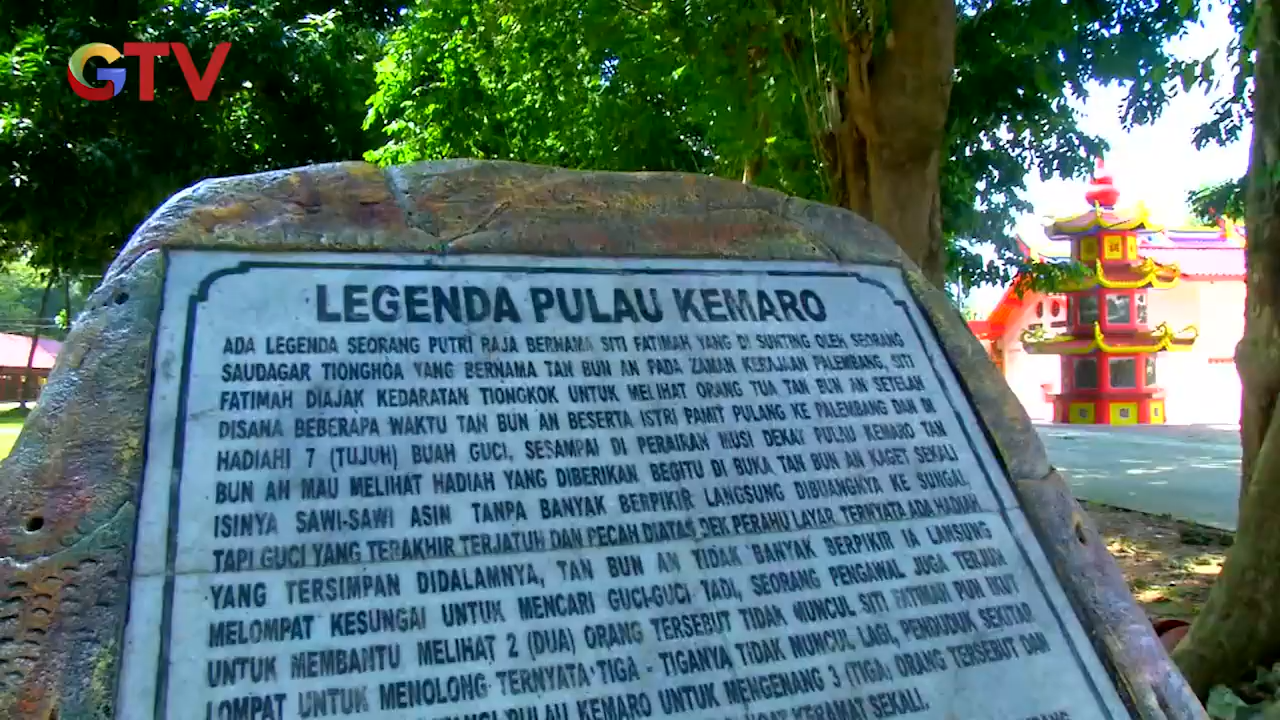 GTV
LEGENDA PULAU KEMARO
ADA LEGENDA SEORANG PUTRI RAJA BERNAMA SITI FATIMAH YANG DI SUNTING OLEH SEORANG
SAUDAGAR TIONGHOA YANG BERNAMA TAN BUN AN PADA ZAMAN KERAJAAN PALEMBANG, SITI
FATIMAH DIAJAK KEDARATAN TIONGKOK UNTUK MELIHAT ORANG TUA TAN BUN AN SETELAH
DISANA BEBERAPA WAKTU TAN BUN AN BESERTA ISTRI PAMIT PULANG KE PALEMBANG DAN DI
HADIAHI 7 (TUJUH) BUAH GUCI, SESAMPAI DI PERAIRAN MUSI DEKAT PULAU KEMARO TAN
BUN AN MAU MELIHAT HADIAH YANG DIBERIKAN BEGITU DI BUKA TAN BUN AN KAGET SEKALI
ISINYA SAWI-SAWI ASIN TANPA BANYAK BERPIKIR LANGSUNG DIBUANGNYA KE SUNGAI,
TAPI GUCI YANG TERAKHIR TERJATUH DAN PECAH DIATAS DEK PERAHU LAYAR, TERNYATA ADA HADIAH
YANG TERSIMPAN DIDALAMNYA, TAN BUN AN TIDAK BANYAK BERPIKIR IA LANSUNG
MELOMPAT KESUNGAI UNTUK MENCARI GUCI-GUCI TADI, SEORANG PENGAWAL JUGA TERJUN
UNTUK MEMBANTU MELIHAT 2 (DUA) ORANG TERSEBUT TIDAK MUNCUL SITI FATIMAH PUN IKUT
LOMPAT UNTUK MENOLONG TERNYATA TIGA - TIGANYA TIDAK MUNCUL LAGI, PENDUDUK SEKITAR
PULAU KEMARO UNTUK MENGENANG 3 (TIGA) ORANG TERSEBUT DAN
KERAMAT SEKALI.